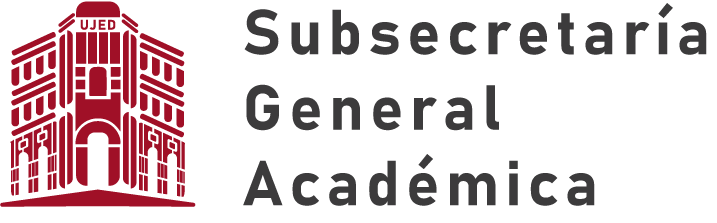 UJED
Subsecretaría
General
Académica